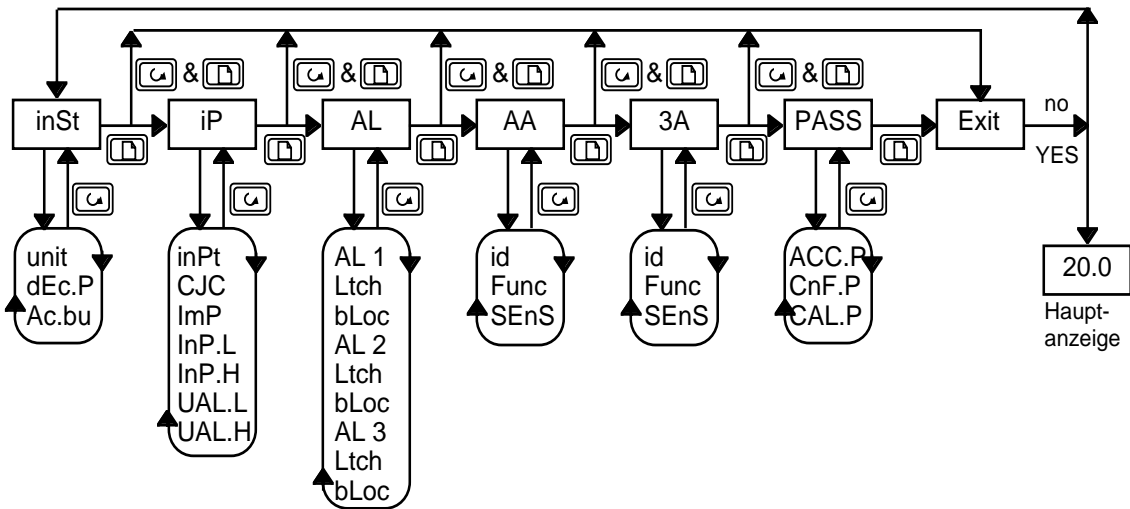 & & & & &
inSt iP AL AA 3A PASS Exit
no
YES
unit
dEc.P
Ac.bu
inPt
CJC
ImP
InP.L
InP.H
UAL.L
UAL.H
AL 1
Ltch
bLoc
AL 2
Ltch
bLoc
AL 3
Ltch
bLoc
id
Func
SEnS
id
Func
SEnS
ACC.P
CnF.P
CAL.P
20.0
Haupt-
anzeige